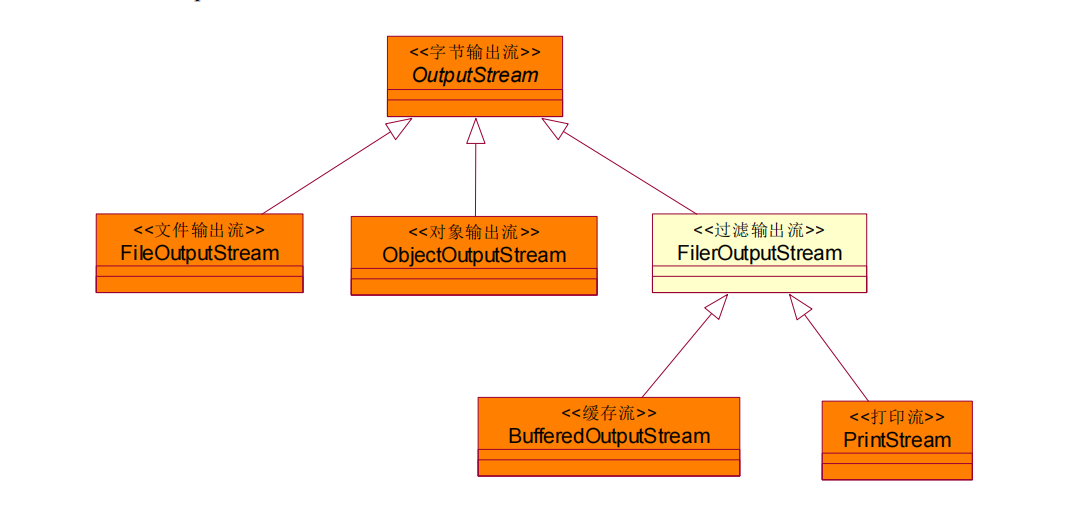 <<字节输出流>>
OutputStream
<<文件输出流>>
FileOutputStream
<<对象输出流>>
ObjectOutputStream
<<过滤输出流>>
FilerOutputStream
<<缓存流>>
BufferedOutputStream
<<打印流>>
PrintStream